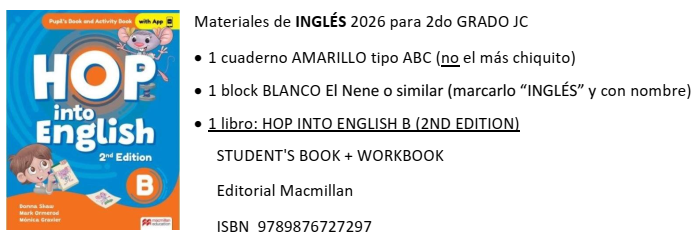 Pupil's Book and Activity Book with App
HOP
into
English
2nd Edition
B
Donna Shaw
Mark Ormerod
Mónica Gravier
macmillan
education
Materiales de INGLÉS 2026 para 2do GRADO JC
• 1 cuaderno AMARILLO tipo ABC (no el más chiquito)
• 1 block BLANCO El Nene o similar (marcarlo “INGLÉS” y con nombre)
• 1 libro: HOP INTO ENGLISH B (2ND EDITION)
STUDENT'S BOOK + WORKBOOK
Editorial Macmillan
ISBN 9789876727297